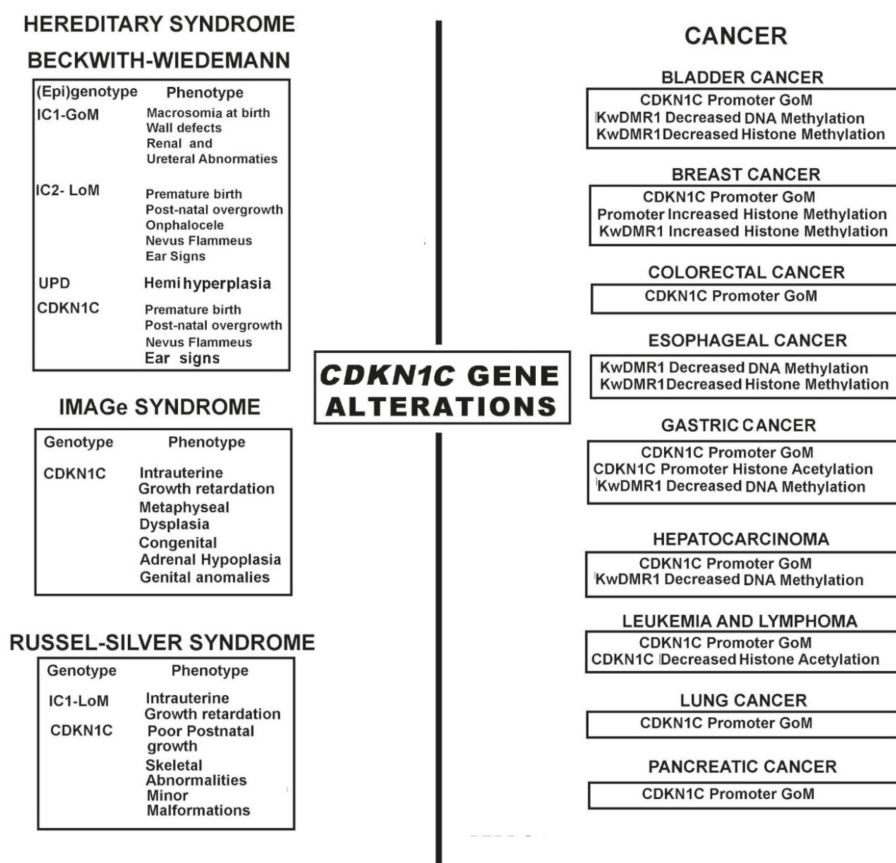 HEREDITARY SYNDROME
BECKWITH-WIEDEMANN
(Epi)genotype Phenotype
IC1-GoM Macrosomia at birth
Wall defects
Renal and
Ureteral Abnormaties
IC2- LoM Premature birth
Post-natal overgrowth
Onphalocele
Nevus Flammeus
Ear Signs
UPD Hemihyperplasia
CDKN1C Premature birth
Post-natal overgrowth
Nevus Flammeus
Ear signs
IMAGe SYNDROME
Genotype Phenotype
CDKN1C Intrauterine
Growth retardation
Metaphyseal
Dysplasia
Congenital
Adrenal Hypoplasia
Genital anomalies
RUSSEL-SILVER SYNDROME
Genotype Phenotype
IC1-LoM Intrauterine
Growth retardation
CDKN1C Poor Postnatal
growth
Skeletal
Abnormalities
Minor
Malformations
CDKN1C GENE
ALTERATIONS
CANCER
BLADDER CANCER
CDKN1C Promoter GoM
KwDMR1 Decreased DNA Methylation
KwDMR1 Decreased Histone Methylation
BREAST CANCER
CDKN1C Promoter GoM
Promoter Increased Histone Methylation
KwDMR1 Increased Histone Methylation
COLORECTAL CANCER
CDKN1C Promoter GoM
ESOPHAGEAL CANCER
KwDMR1 Decreased DNA Methylation
KwDMR1 Decreased Histone Methylation
GASTRIC CANCER
CDKN1C Promoter GoM
CDKN1C Promoter Histone Acetylation
KwDMR1 Decreased DNA Methylation
HEPATOCARCINOMA
CDKN1C Promoter GoM
KwDMR1 Decreased DNA Methylation
LEUKEMIA AND LYMPHOMA
CDKN1C Promoter GoM
CDKN1C Decreased Histone Acetylation
LUNG CANCER
CDKN1C Promoter GoM
PANCREATIC CANCER
CDKN1C Promoter GoM